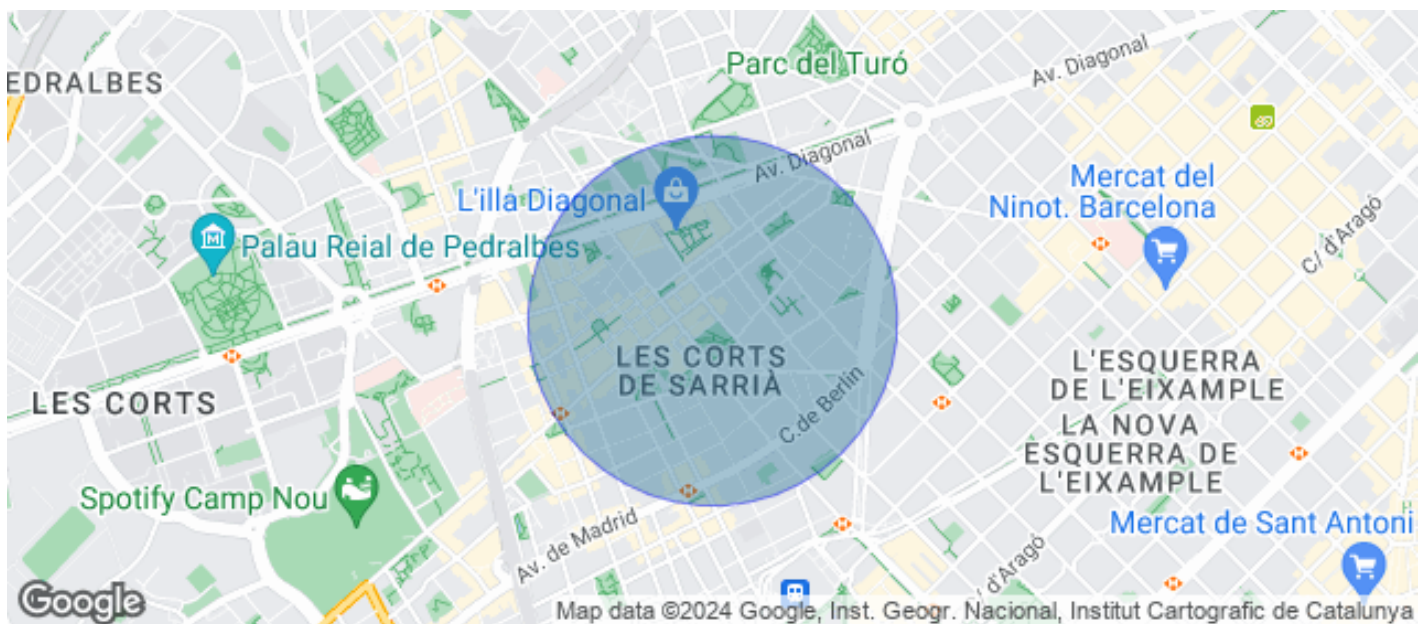 Parc del Turó
Av. Diagonal
EDRALBES
Av. Diagonal
Mercat del
Ninot. Barcelona
L'illa Diagonal
C/ d'Aragó
Palau Reial de Pedralbes
LES CORTS
DE SARRIÀ
L'ESQUERRA
DE L'EIXAMPLE
LES CORTS
C.de Berlín
LA NOVA
ESQUERRA DE
L'EIXAMPLE
Spotify Camp Nou
Mercat de Sant Antoni
Av. de Madrid
C/ d'Aragó
Google
Map data ©2024 Google, Inst. Geogr. Nacional, Institut Cartografic de Catalunya